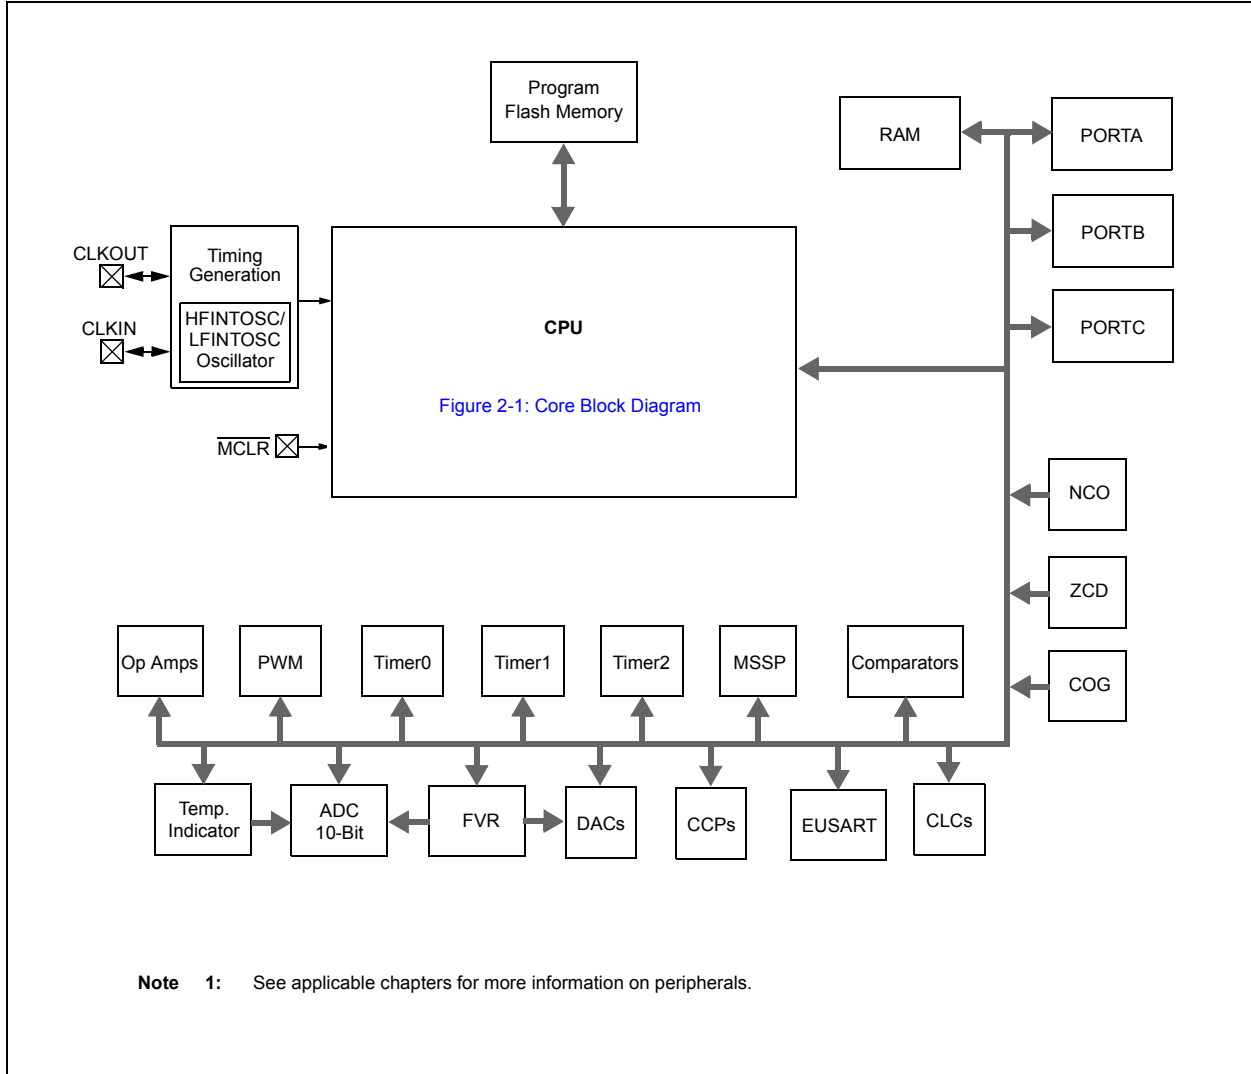 Program
Flash Memory
RAM
PORTA
PORTB
PORTC
CLKOUT
CLKIN
Timing
Generation
HFINTOSC/
LFINTOSC
Oscillator
MCLR
CPU
Figure 2-1: Core Block Diagram
NCO
ZCD
COG
Op Amps
PWM
Timer0
Timer1
Timer2
MSSP
Comparators
Temp.
Indicator
ADC
10-Bit
FVR
DACs
CCPs
EUSART
CLCs
Note 1: See applicable chapters for more information on peripherals.